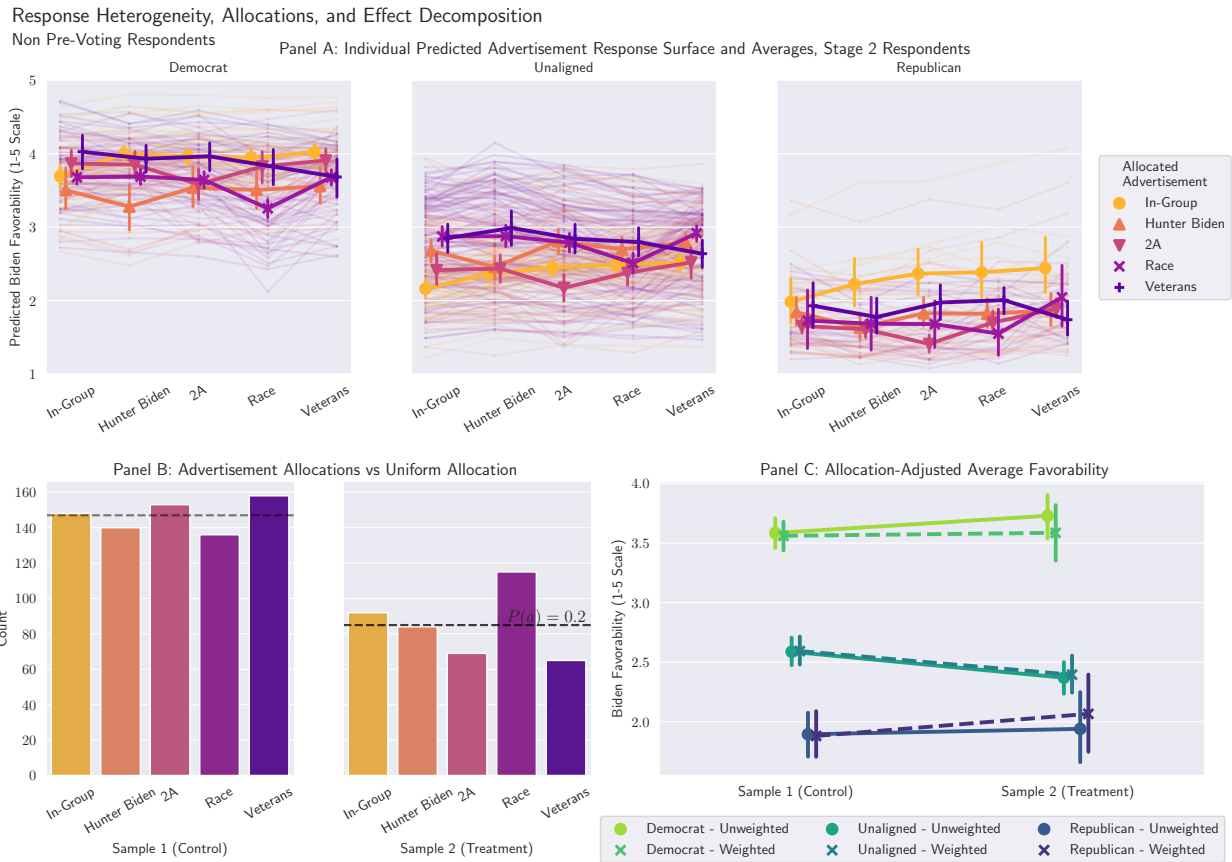 Response Heterogeneity, Allocations, and Effect Decomposition
Non Pre-Voting Respondents
Panel A: Individual Predicted Advertisement Response Surface and Averages, Stage 2 Respondents
Democrat
Unaligned
Republican
Predicted Biden Favorability (1-5 Scale)
5
4
3
2
1
In-Group
Hunter Biden
2A
Race
Veterans
In-Group
Hunter Biden
2A
Race
Veterans
In-Group
Hunter Biden
2A
Race
Veterans
Allocated
Advertisement
In-Group
Hunter Biden
2A
Race
Veterans
Panel B: Advertisement Allocations vs Uniform Allocation
Count
160
140
120
100
80
60
40
20
0
P(a) = 0.2
In-Group
Hunter Biden
2A
Race
Veterans
Sample 1 (Control)
In-Group
Hunter Biden
2A
Race
Veterans
Sample 2 (Treatment)
Panel C: Allocation-Adjusted Average Favorability
Biden Favorability (1-5 Scale)
4.0
3.5
3.0
2.5
2.0
Sample 1 (Control)
Sample 2 (Treatment)
Democrat - Unweighted
Democrat - Weighted
Unaligned - Unweighted
Unaligned - Weighted
Republican - Unweighted
Republican - Weighted